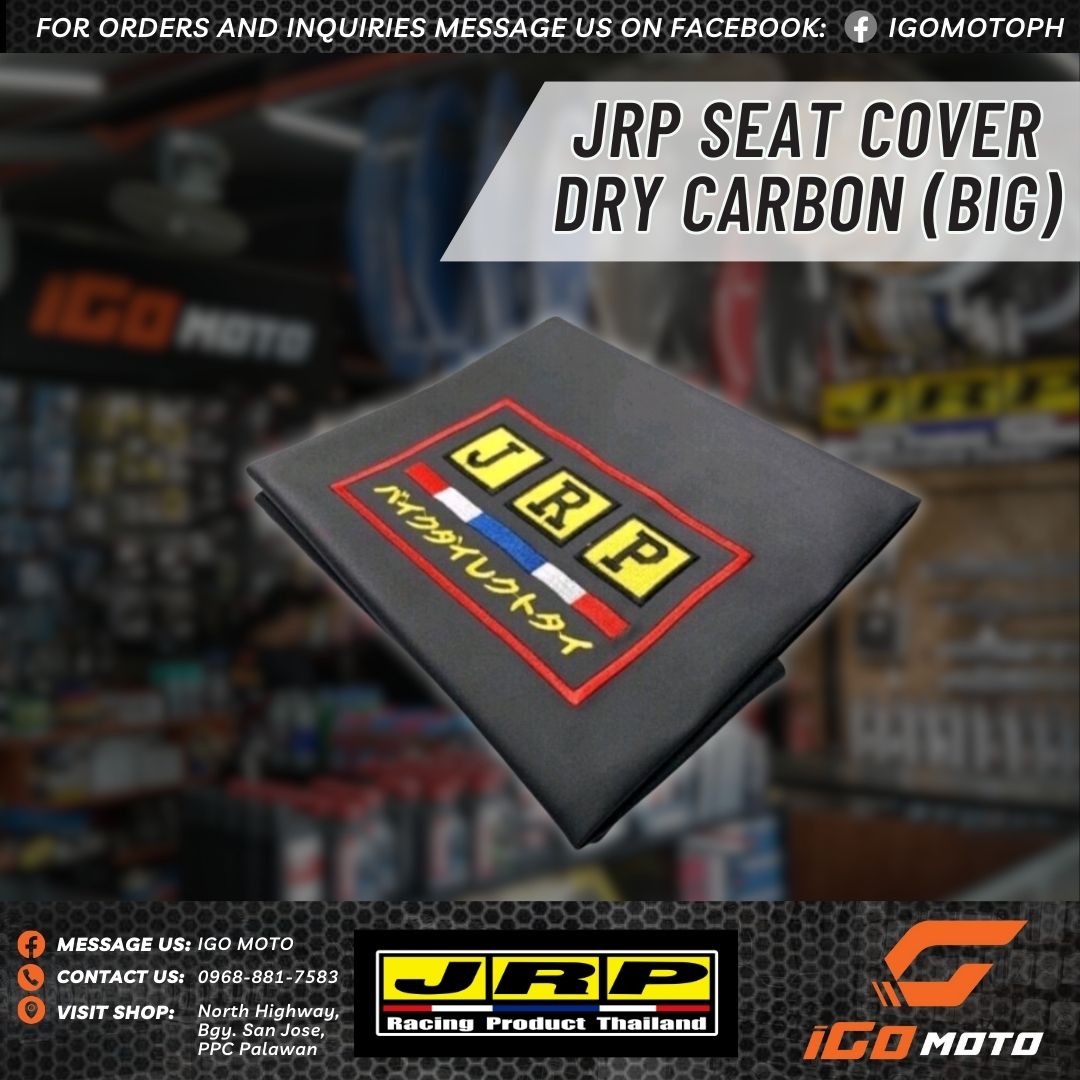 FOR ORDERS AND INQUIRIES MESSAGE US ON FACEBOOK: IGOMOTOPH
JRP SEAT COVER
DRY CARBON (BIG)
iGO MOTO
JRP
J R P
バイクダイレクトタイ
MESSAGE US: IGO MOTO
CONTACT US: 0968-881-7583
VISIT SHOP: North Highway,
Bgy. San Jose,
PPC Palawan
JRP
Racing Product Thailand
iGO MOTO